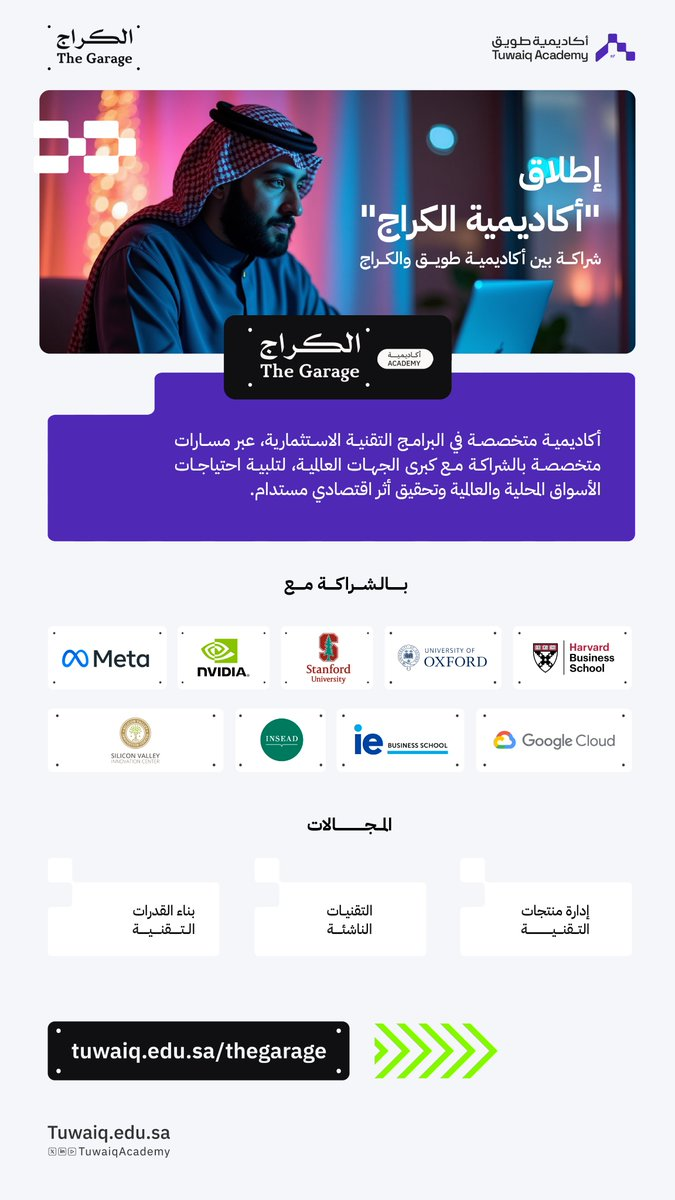 الكراج
The Garage
أكاديمية طويق
Tuwaiq Academy
إطلاق
"أكاديمية الكراج"
شراكة بين أكاديمية طويق والكراج
الكراج
The Garage
أكاديمية
ACADEMY
أكاديمية متخصصة في البرامج التقنية الاستثمارية، عبر مسارات
متخصصة بالشراكة مع كبرى الجهات العالمية، لتلبية احتياجات
الأسواق المحلية والعالمية وتحقيق أثر اقتصادي مستدام.
بالشراكة مع
Meta
NVIDIA.
Stanford
University
UNIVERSITY OF
OXFORD
Harvard
Business
School
SILICON VALLEY
INNOVATION CENTER
INSEAD
ie BUSINESS SCHOOL
Google Cloud
المجالات
إدارة منتجات
التقنية
التقنيات
الناشئة
بناء القدرات
التقنية
tuwaiq.edu.sa/thegarage
Tuwaiq.edu.sa
TuwaiqAcademy